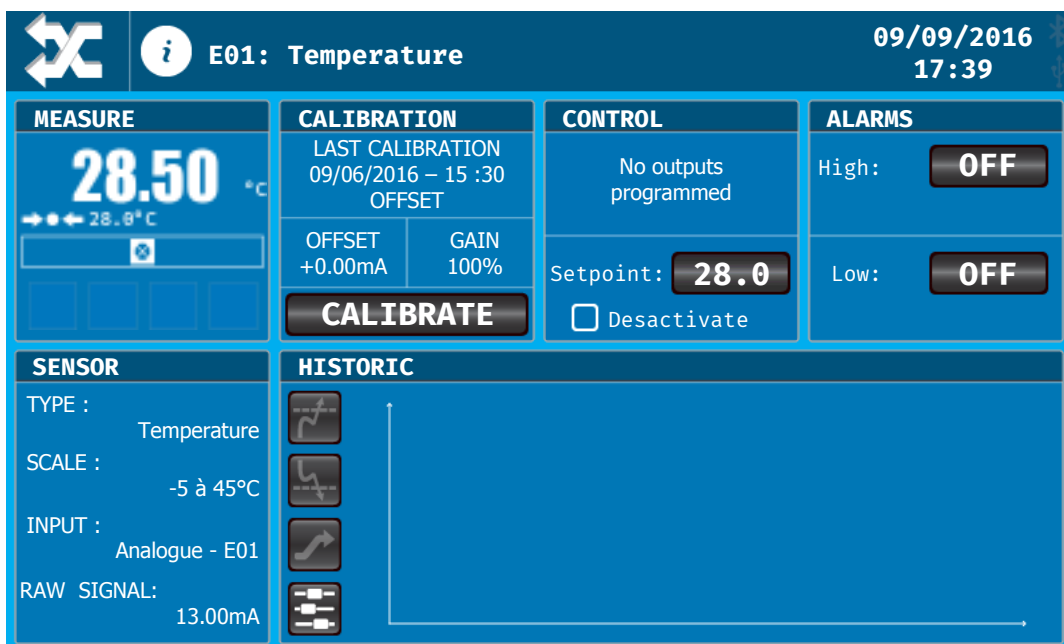 i E01: Temperature
09/09/2016
17:39
MEASURE
28.50 °C
28.0°C
CALIBRATION
LAST CALIBRATION
09/06/2016 – 15 :30
OFFSET
OFFSET
+0.00mA
GAIN
100%
CALIBRATE
CONTROL
No outputs
programmed
Setpoint: 28.0
Desactivate
ALARMS
High: OFF
Low: OFF
SENSOR
TYPE :
Temperature
SCALE :
-5 à 45°C
INPUT :
Analogue - E01
RAW SIGNAL:
13.00mA
HISTORIC